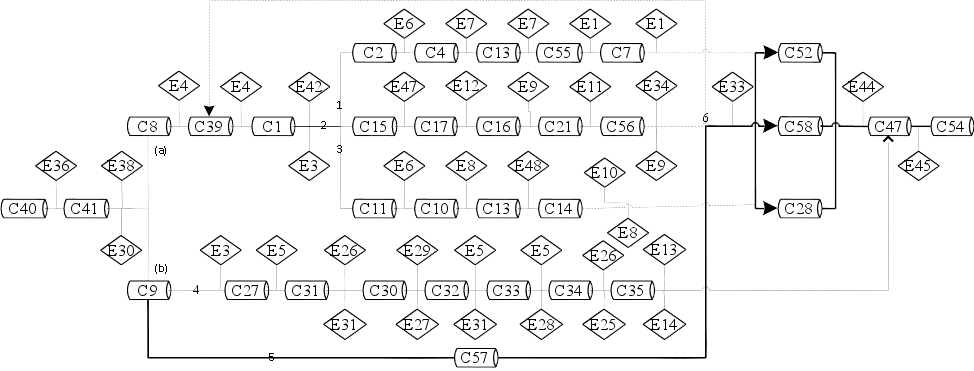 E6 E7 E7 E1 E1
C2 C4 C13 C55 C7 C52
E4 E4 E42 E47 E12 E9 E11 E34 E33 E44
1
C8 C39 C1 2 C15 C17 C16 C21 C56 6 C58 C47 C54
(a) 3
E36 E38 E3 E6 E8 E48 E10 E9 E45
C40 C41 C11 C10 C13 C14 C28
E30 E8
E3 E5 E26 E29 E5 E5 E26 E13
(b)
C9 4 C27 C31 C30 C32 C33 C34 C35
E31 E27 E31 E28 E25 E14
5 C57